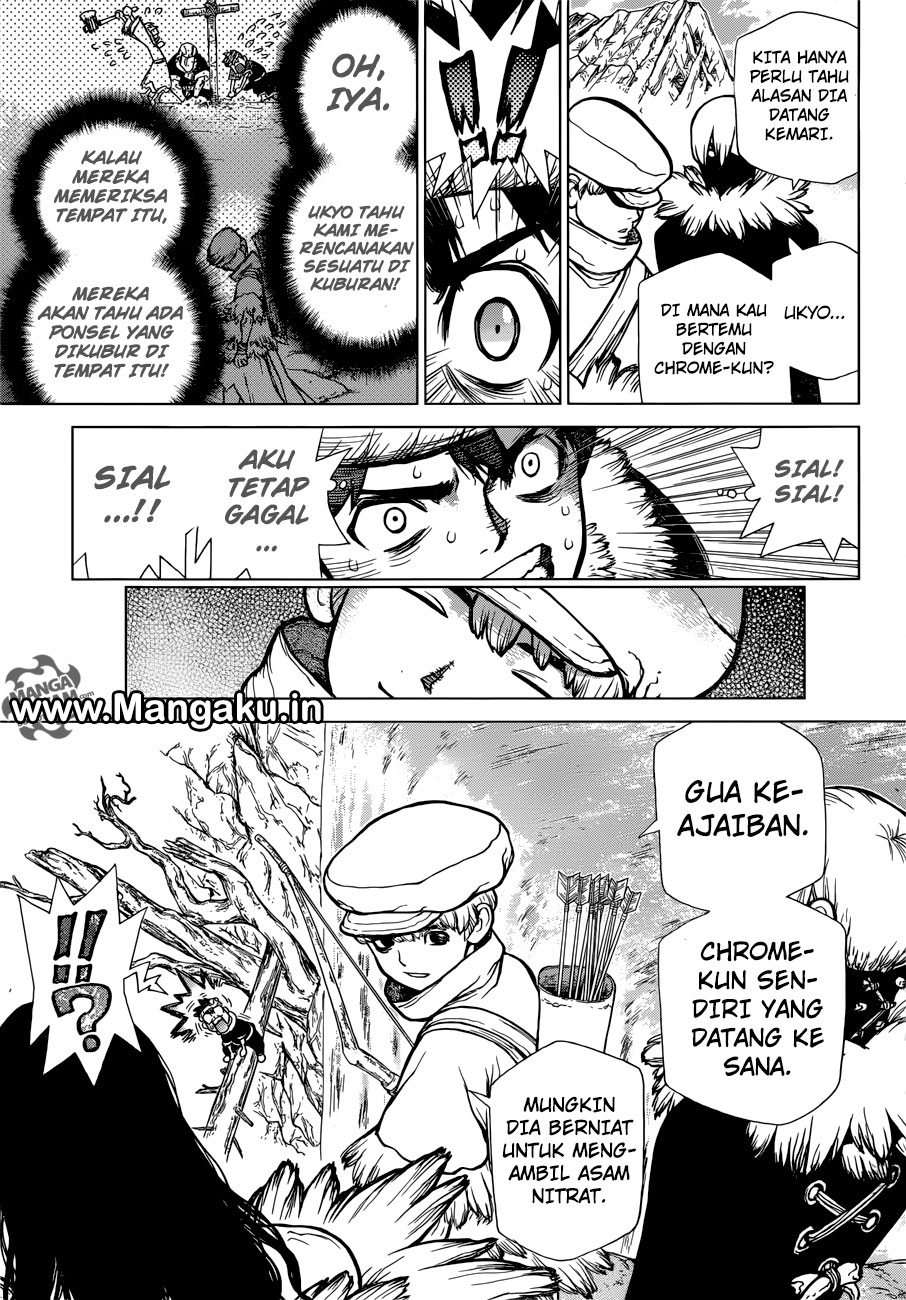 KITA HANYA
PERLU TAHU
ALASAN DIA
DATANG
KEMARI.
UKYO...
DI MANA KAU
BERTEMU
DENGAN
CHROME-KUN?
!!
OH,
IYA.
UKYO TAHU
KAMI ME-
RENCANAKAN
SESUATU DI
KUBURAN!
KALAU
MEREKA
MEMERIKSA
TEMPAT ITU,
MEREKA
AKAN TAHU ADA
PONSEL YANG
DIKUBUR DI
TEMPAT ITU!
SIAL!
SIAL!
AKU
TETAP
GAGAL
...
SIAL
...!!
www.Mangaku.in
GUA KE-
AJAIBAN.
CHROME-
KUN SEN-
DIRI YANG
DATANG KE
SANA.
MUNGKIN
DIA BERNIAT
UNTUK MENG-
AMBIL ASAM
NITRAT.
!!?